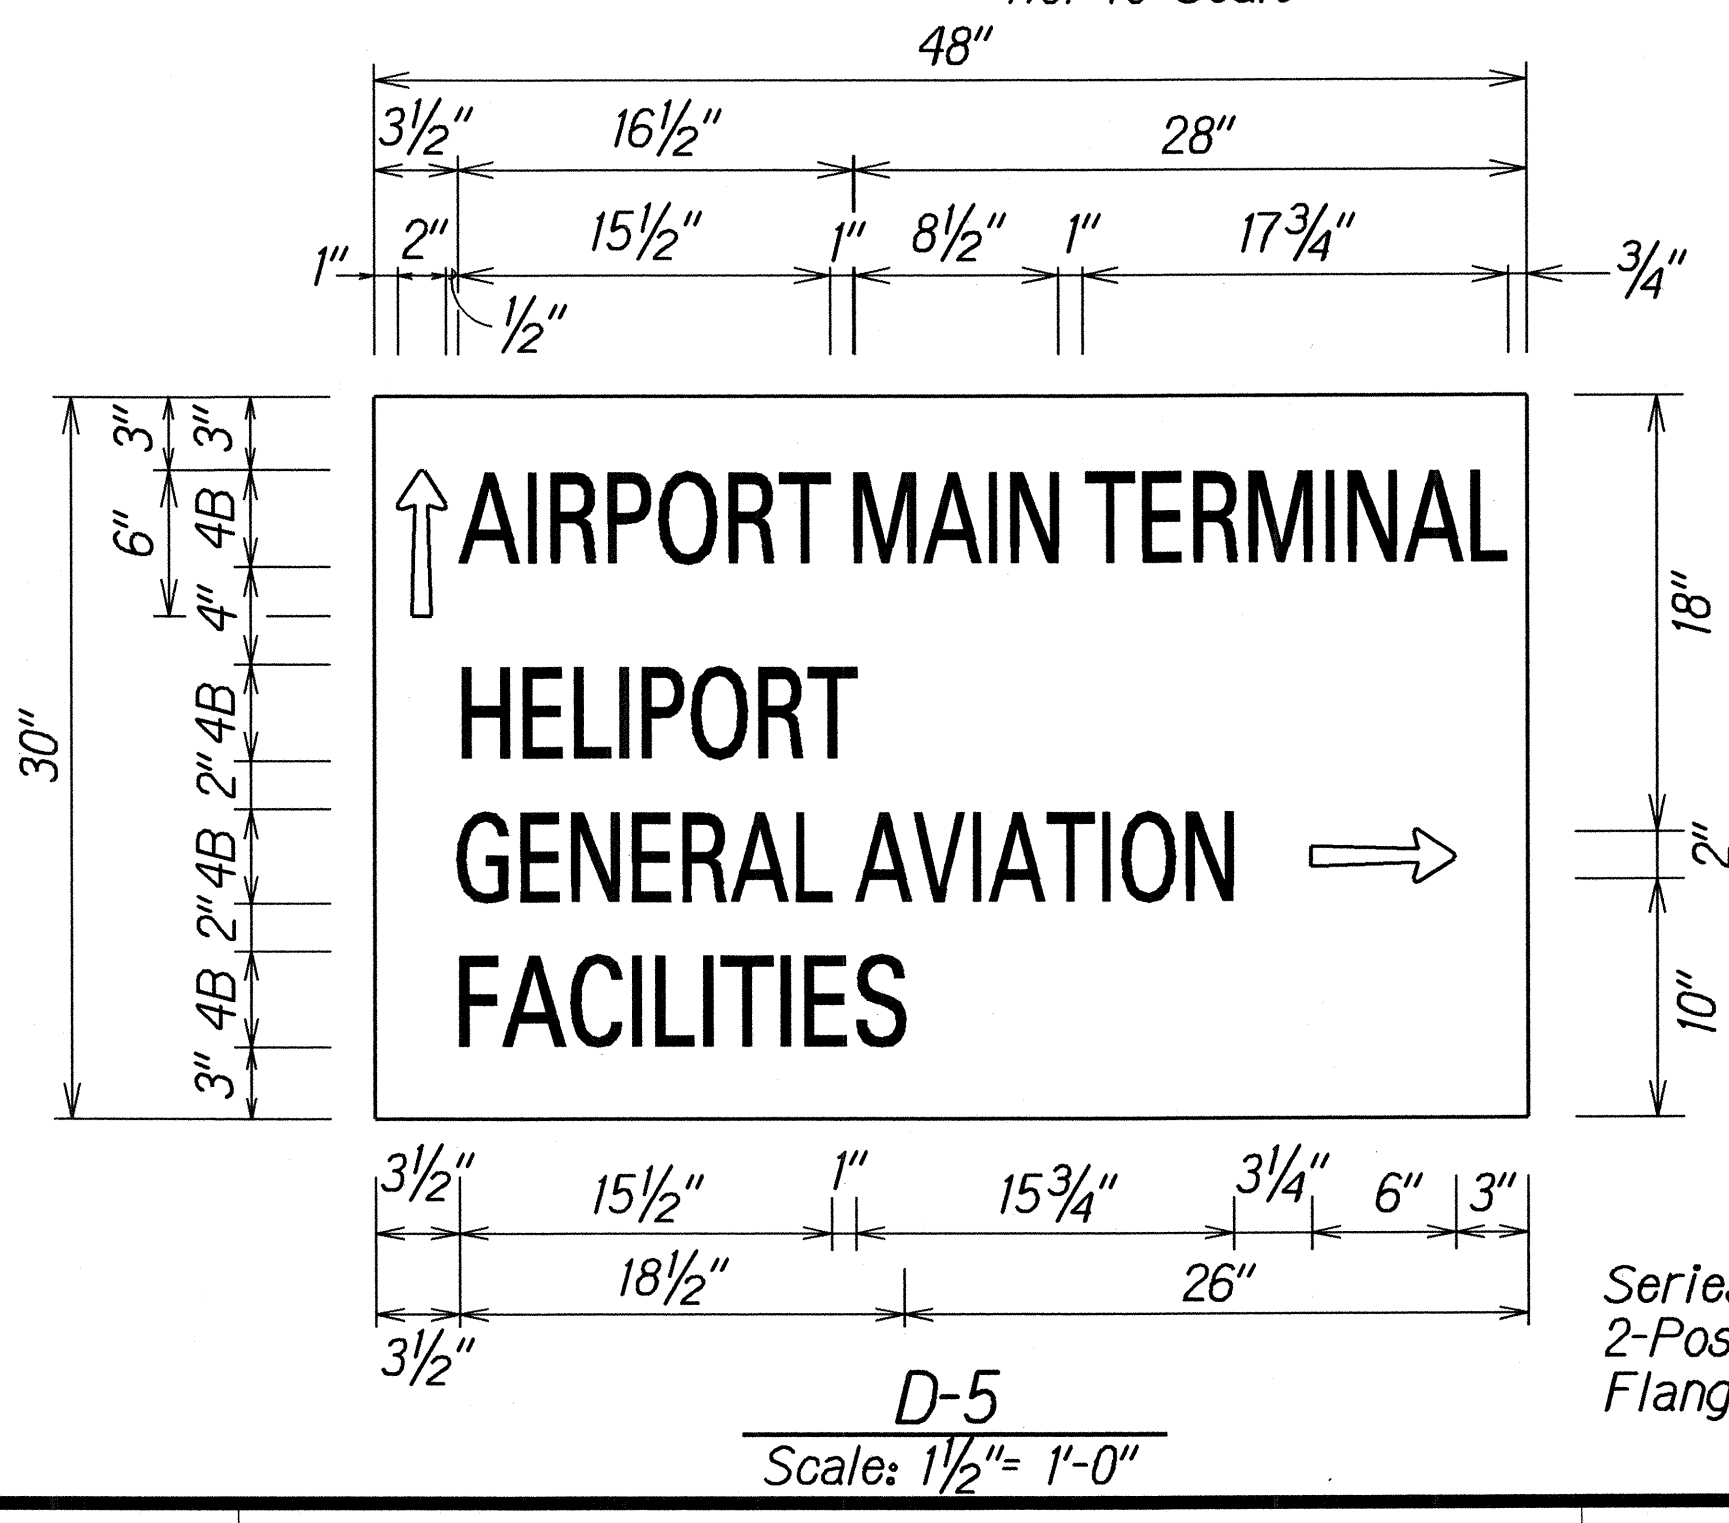 48"
3½" 16½" 28"
1" 2" 15½" 1" 8½" 1" 17¾" ¾"
½"
3" 3"
6" 4B
4"
30" 4B
2"
4B
2"
4B
3"
AIRPORT MAIN TERMINAL
HELIPORT
GENERAL AVIATION
FACILITIES
18"
2"
10"
3½" 15½" 1" 15¾" 3¼" 6" 3"
18½" 26"
3½"
D-5
Scale: 1½"= 1'-0"